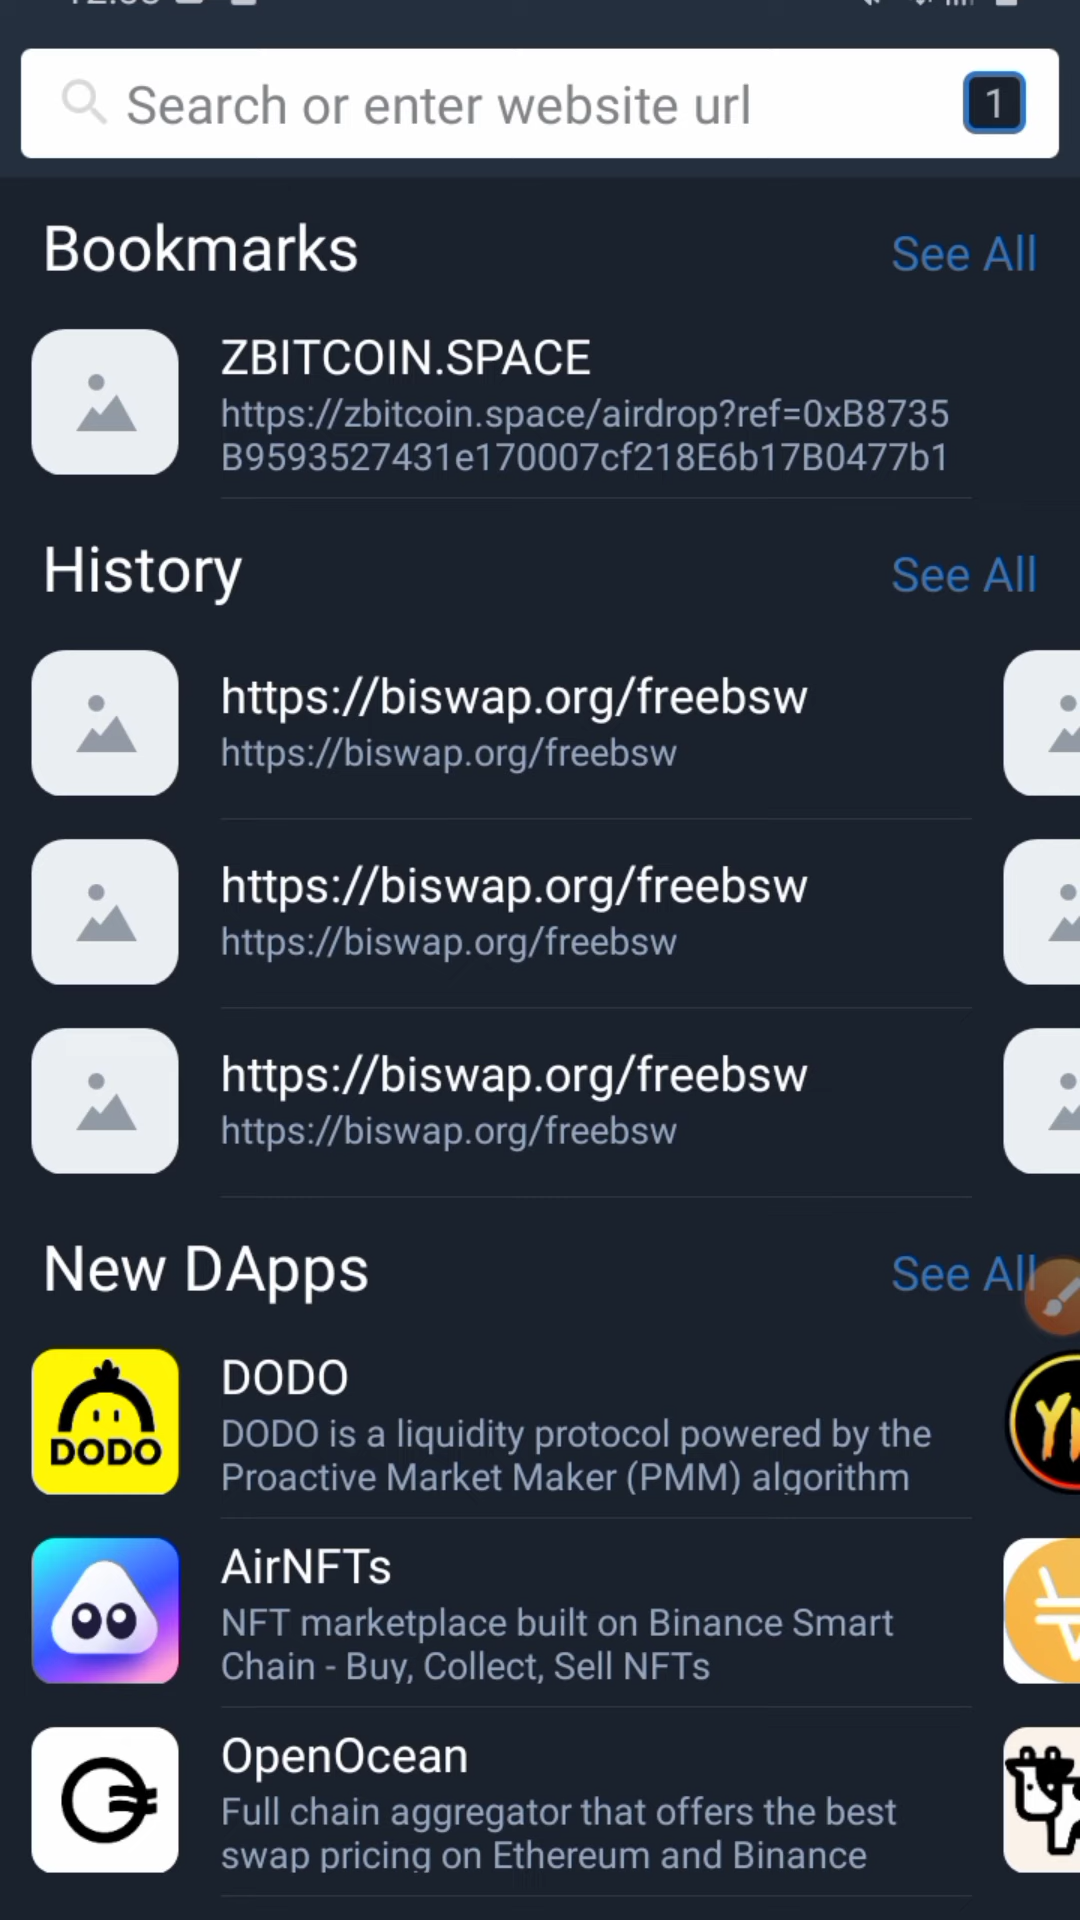 Search or enter website url
1
Bookmarks
See All
ZBITCOIN.SPACE
https://zbitcoin.space/airdrop?ref=0xB8735
B9593527431e170007cf218E6b17B0477b1
History
See All
https://biswap.org/freebsw
https://biswap.org/freebsw
https://biswap.org/freebsw
https://biswap.org/freebsw
https://biswap.org/freebsw
https://biswap.org/freebsw
New DApps
See All
DODO
DODO
DODO is a liquidity protocol powered by the
Proactive Market Maker (PMM) algorithm
AirNFTs
NFT marketplace built on Binance Smart
Chain - Buy, Collect, Sell NFTs
OpenOcean
Full chain aggregator that offers the best
swap pricing on Ethereum and Binance